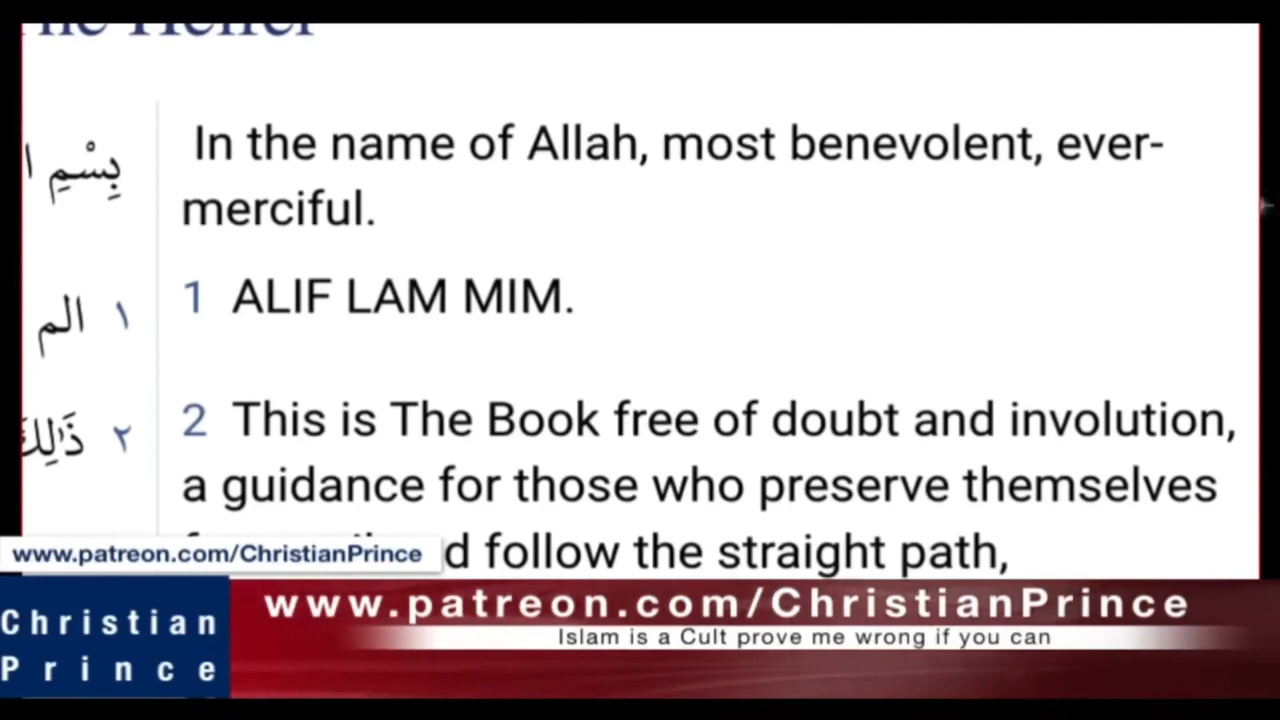 The Heifer
In the name of Allah, most benevolent, ever-
merciful.
بِسْمِ ا
1 ALIF LAM MIM.
١ الم
2 This is The Book free of doubt and involution,
٢ ذَٰلِكَ
a guidance for those who preserve themselves
d follow the straight path,
www.patreon.com/ChristianPrince
www.patreon.com/ChristianPrince
Islam is a Cult prove me wrong if you can
Christian
Prince